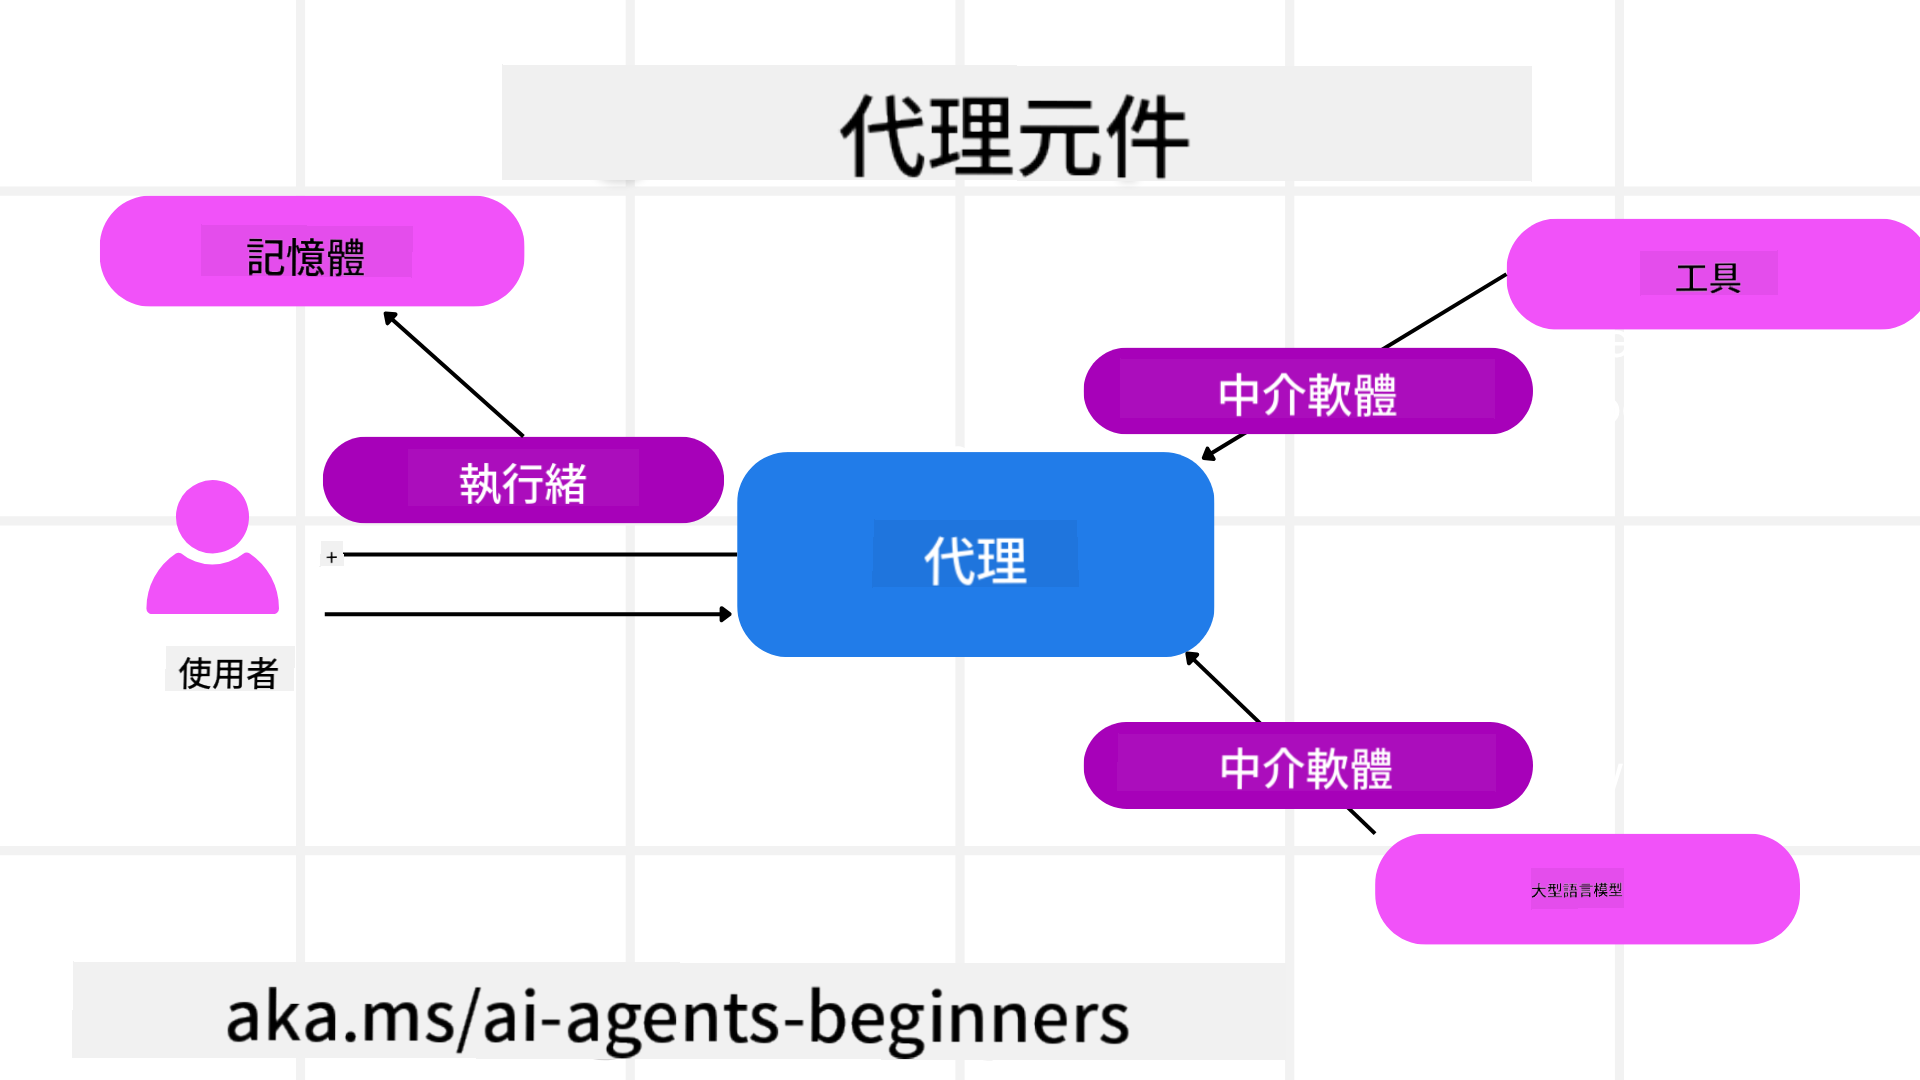 代理元件
記憶體
工具
中介軟體
執行緒
代理
+
使用者
中介軟體
大型語言模型
aka.ms/ai-agents-beginners